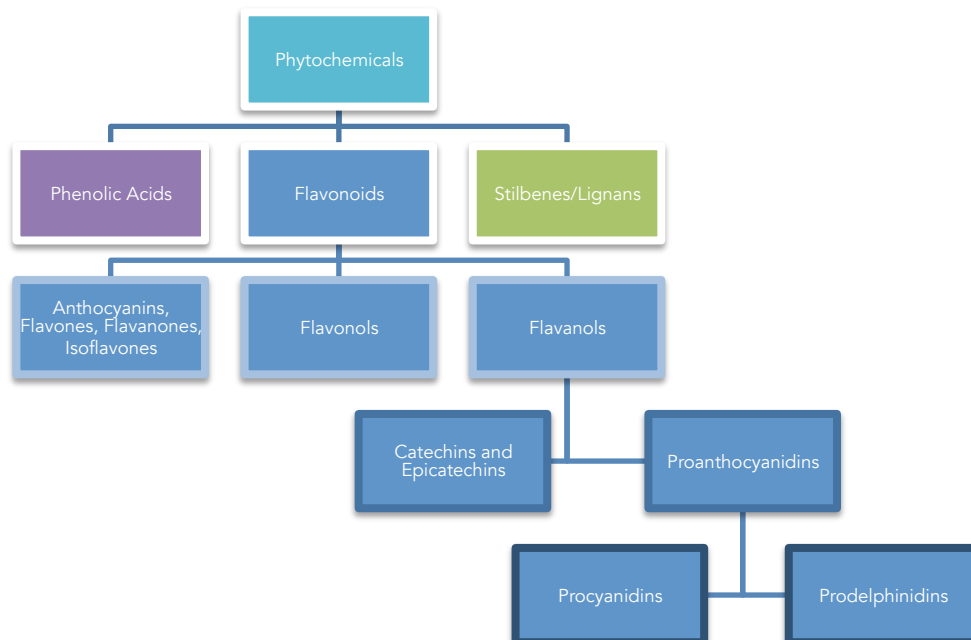 Phytochemicals
Phenolic Acids
Flavonoids
Stilbenes/Lignans
Anthocyanins,
Flavones, Flavanones,
Isoflavones
Flavonols
Flavanols
Catechins and
Epicatechins
Proanthocyanidins
Procyanidins
Prodelphinidins